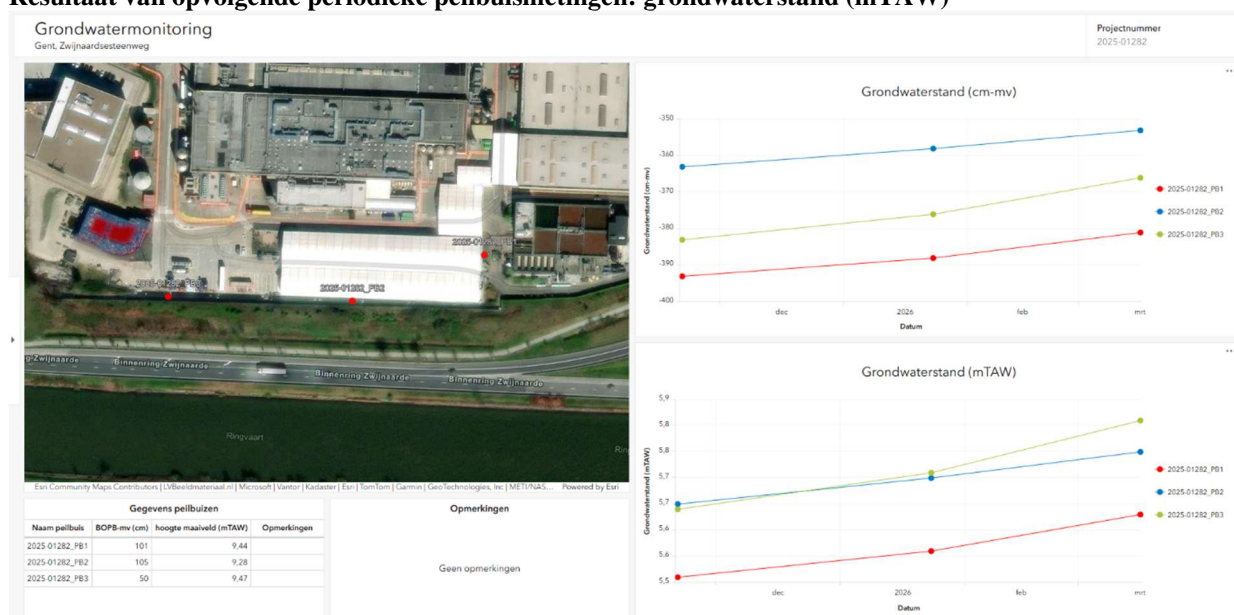 Resultaat van opvolgende periodieke peilbuismetingen: grondwaterstand (mTAW)
Grondwatermonitoring
Gent, Zwijnaardsesteenweg
Projectnummer
2025-01282
2025-01282_PB2
Binnenring Zwijnaarde
Binnenring Zwijnaarde
Binnenring Zwijnaarde
Ringvaart
Esri Community Maps Contributors | LVBeeldmateriaal.nl | Microsoft | Vantor | Kadaster | Esri | TomTom | Garmin | GeoTechnologies, Inc | METI/NAS... Powered by Esri
Gegevens peilbuizen
Naam peilbuis BOPB-mv (cm) hoogte maaiveld (mTAW) Opmerkingen
2025-01282_PB1 101 9,44
2025-01282_PB2 105 9,28
2025-01282_PB3 50 9,47
Opmerkingen
Geen opmerkingen
Grondwaterstand (cm-mv)
Grondwaterstand (cm-mv)
-350
-360
-370
-380
-390
-400
dec 2026 feb mrt
Datum
2025-01282_PB1
2025-01282_PB2
2025-01282_PB3
Grondwaterstand (mTAW)
Grondwaterstand (mTAW)
5,9
5,8
5,8
5,7
5,7
5,6
5,6
5,5
dec 2026 feb mrt
Datum
2025-01282_PB1
2025-01282_PB2
2025-01282_PB3